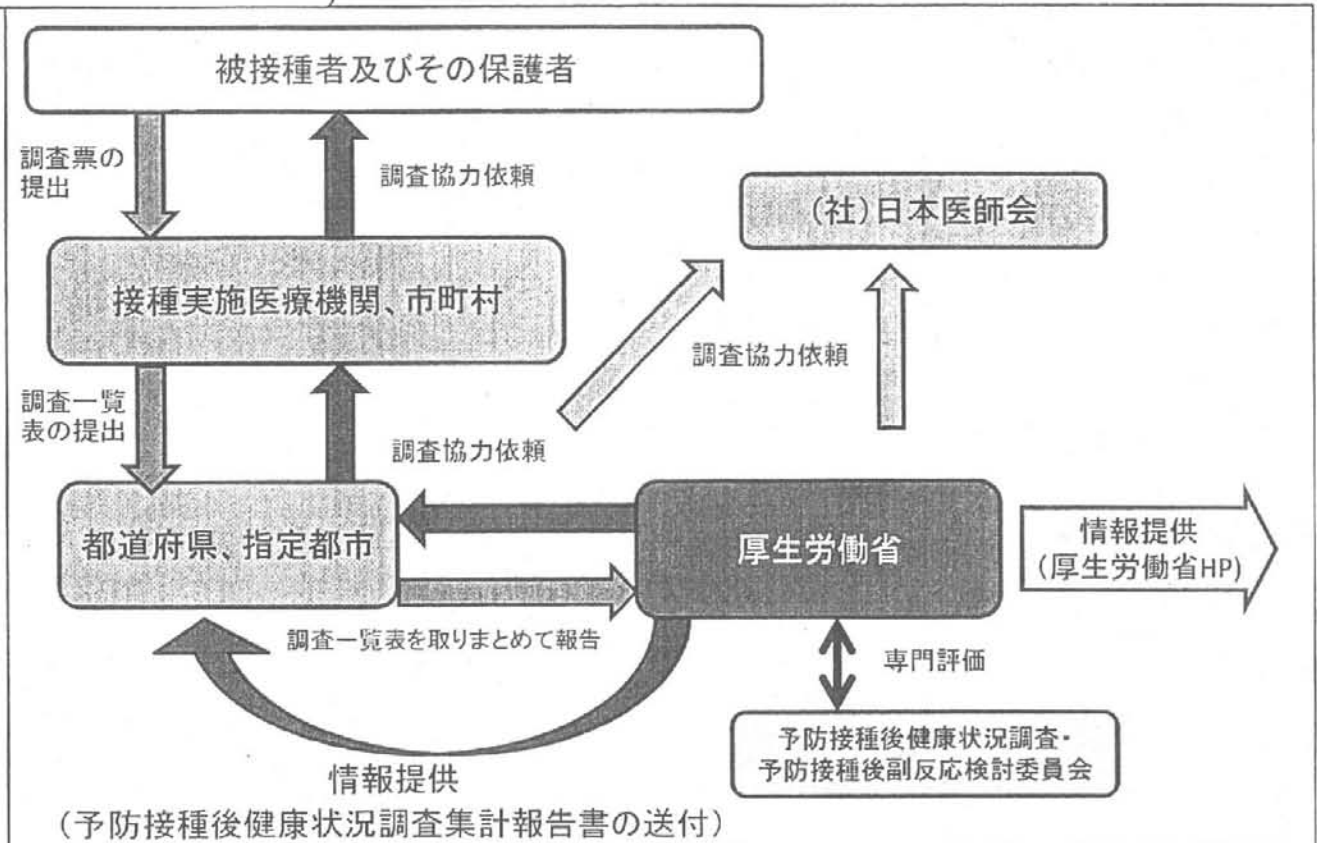 被接種者及びその保護者
調査票の
提出
調査協力依頼
(社)日本医師会
接種実施医療機関、市町村
調査協力依頼
調査一覧
表の提出
調査協力依頼
都道府県、指定都市
厚生労働省
情報提供
(厚生労働省HP)
調査一覧表を取りまとめて報告
専門評価
予防接種後健康状況調査・
予防接種後副反応検討委員会
情報提供
(予防接種後健康状況調査集計報告書の送付)